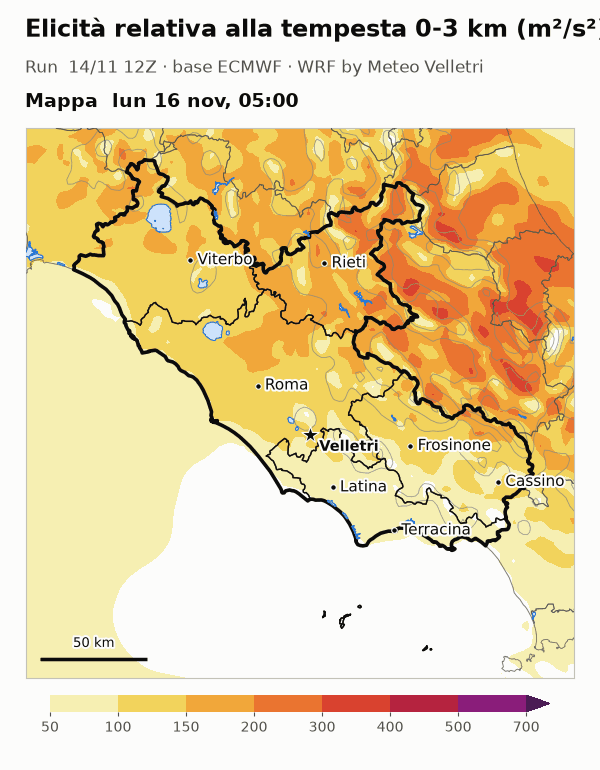 Elicità relativa alla tempesta 0-3 km (m²/s²)
Run 14/11 12Z · base ECMWF · WRF by Meteo Velletri
Mappa lun 16 nov, 05:00
Viterbo
Rieti
Roma
Velletri
Frosinone
Cassino
Latina
Terracina
50 km
50 100 150 200 300 400 500 700